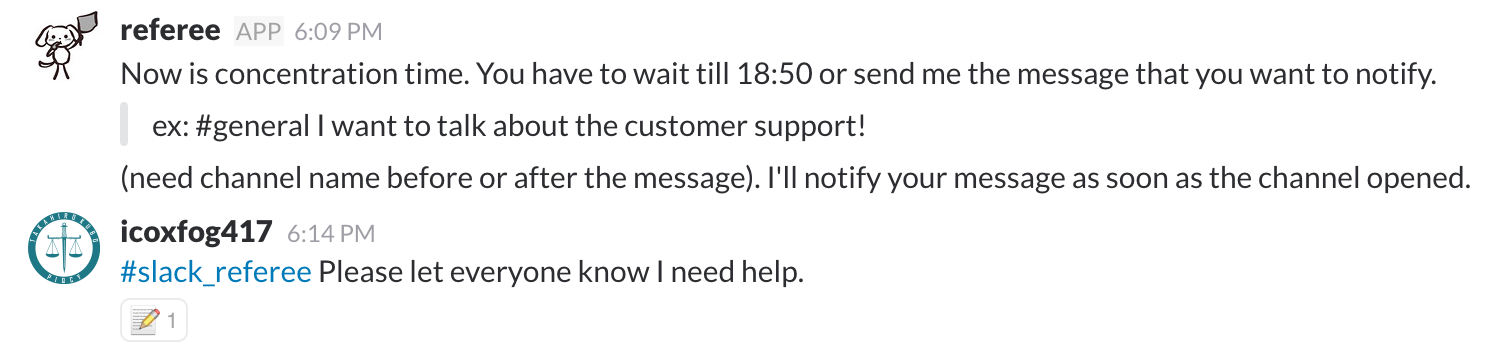 referee APP 6:09 PM
Now is concentration time. You have to wait till 18:50 or send me the message that you want to notify.
ex: #general I want to talk about the customer support!
(need channel name before or after the message). I'll notify your message as soon as the channel opened.
TAKAHIRO KUBO
icoxfog417 6:14 PM
#slack_referee Please let everyone know I need help.
1